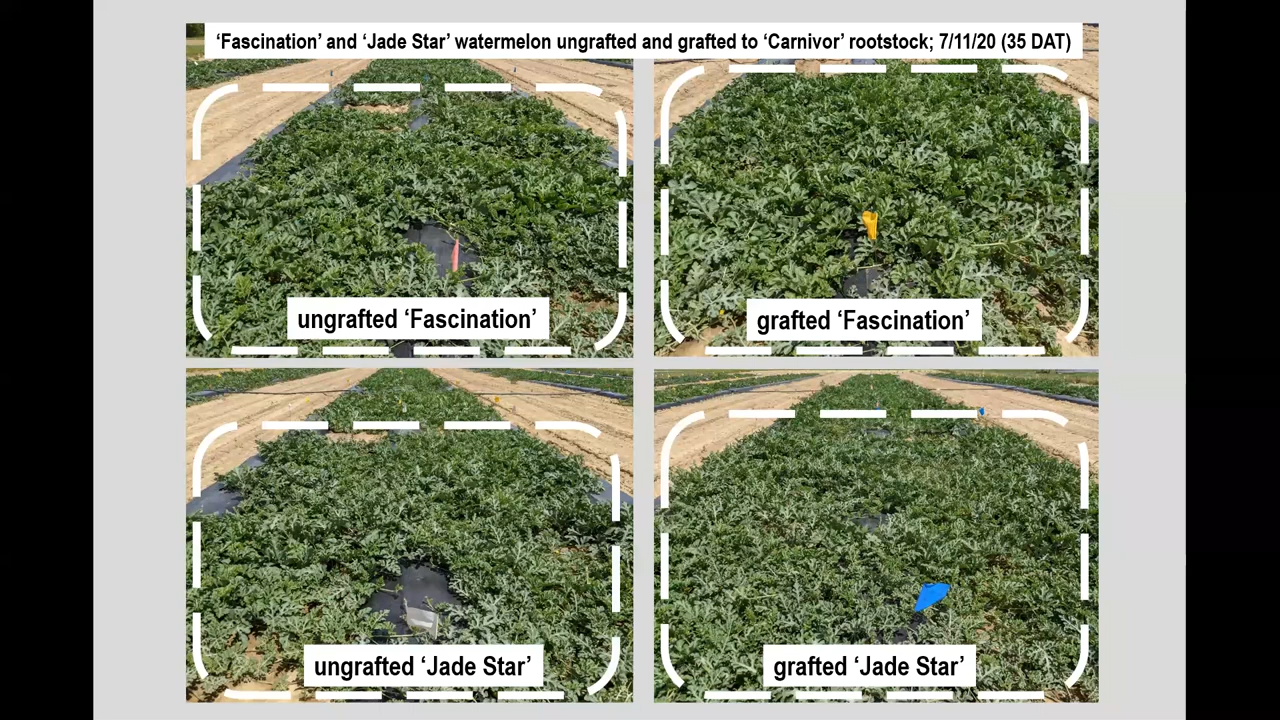 ‘Fascination’ and ‘Jade Star’ watermelon ungrafted and grafted to ‘Carnivor’ rootstock; 7/11/20 (35 DAT)
ungrafted ‘Fascination’
grafted ‘Fascination’
ungrafted ‘Jade Star’
grafted ‘Jade Star’